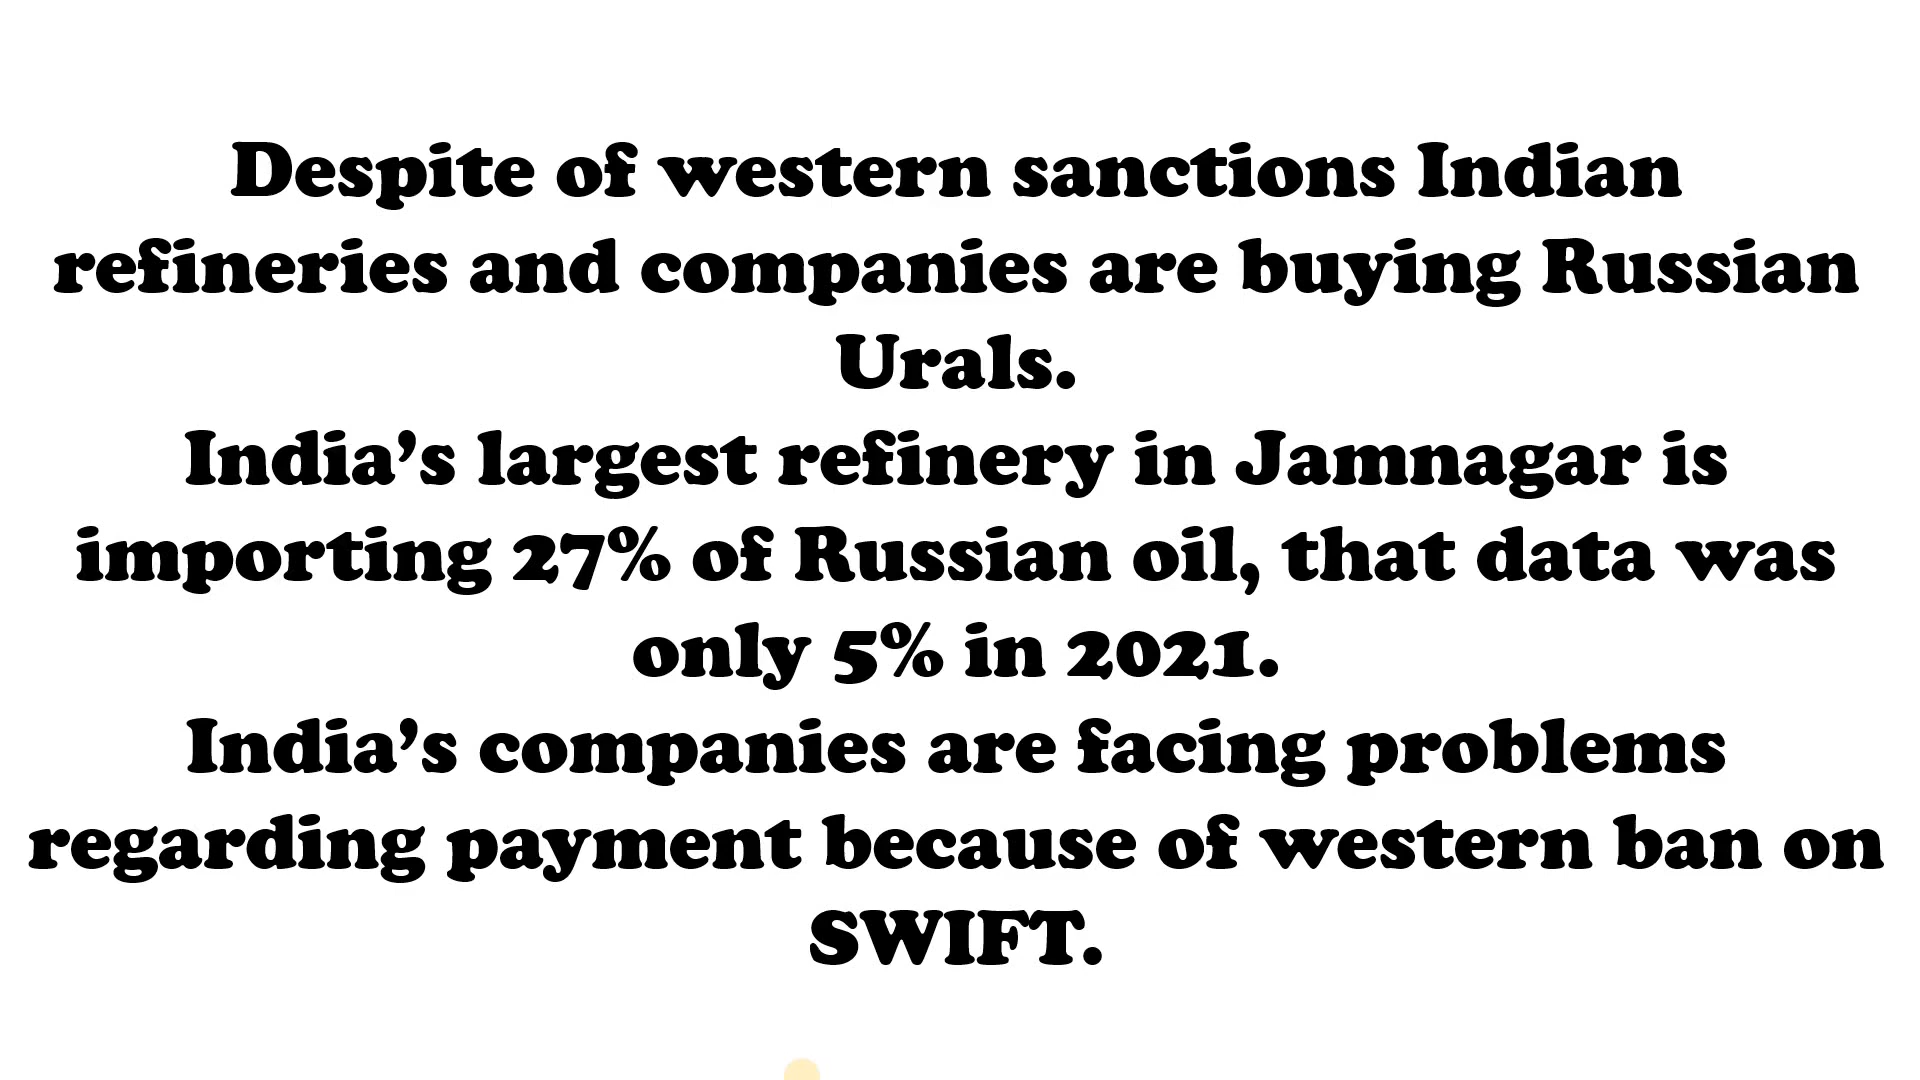 Despite of western sanctions Indian
refineries and companies are buying Russian
Urals.
India’s largest refinery in Jamnagar is
importing 27% of Russian oil, that data was
only 5% in 2021.
India’s companies are facing problems
regarding payment because of western ban on
SWIFT.